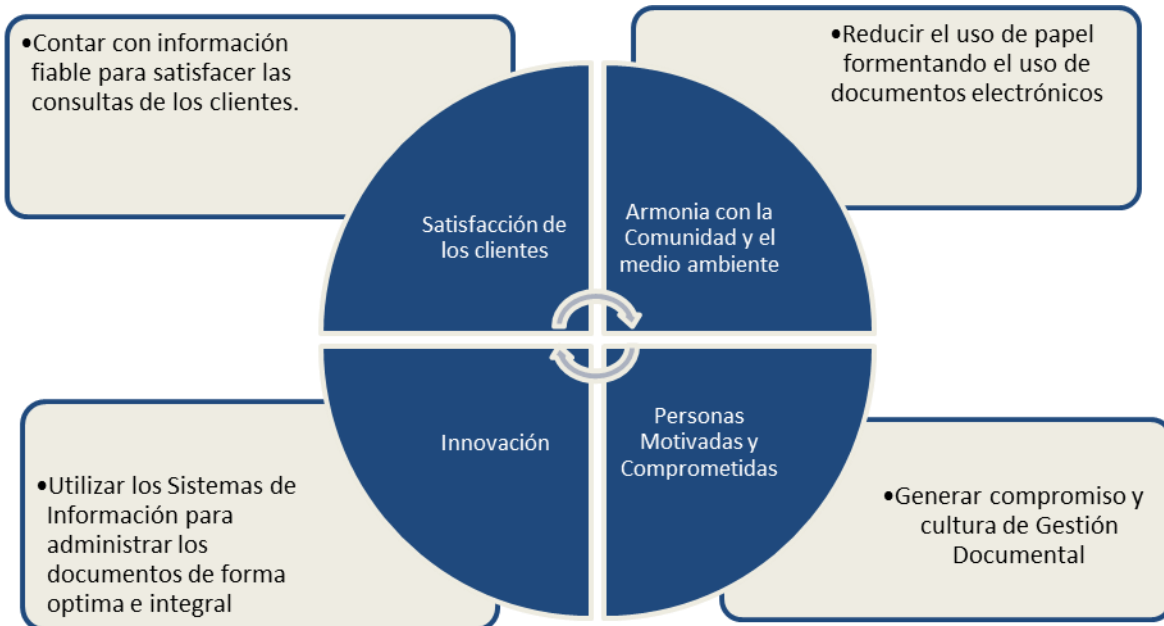 •Contar con información
fiable para satisfacer las
consultas de los clientes.
•Reducir el uso de papel
formentando el uso de
documentos electrónicos
Satisfacción de
los clientes
Armonia con la
Comunidad y el
medio ambiente
Innovación
Personas
Motivadas y
Comprometidas
•Utilizar los Sistemas de
Información para
administrar los
documentos de forma
optima e integral
•Generar compromiso y
cultura de Gestión
Documental